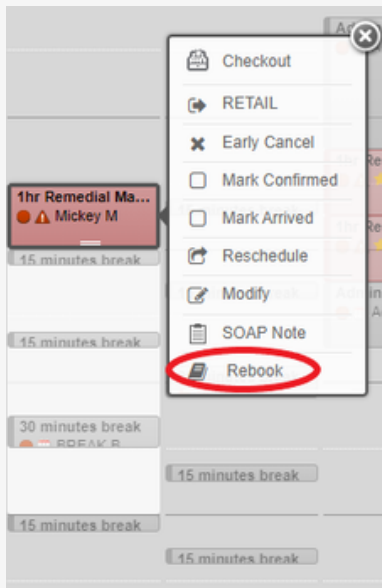 Checkout
RETAIL
Early Cancel
Mark Confirmed
Mark Arrived
Reschedule
Modify
SOAP Note
Rebook
1hr Remedial Ma...
Mickey M
15 minutes break
15 minutes break
30 minutes break
BREAK B
15 minutes break
15 minutes break
15 minutes break